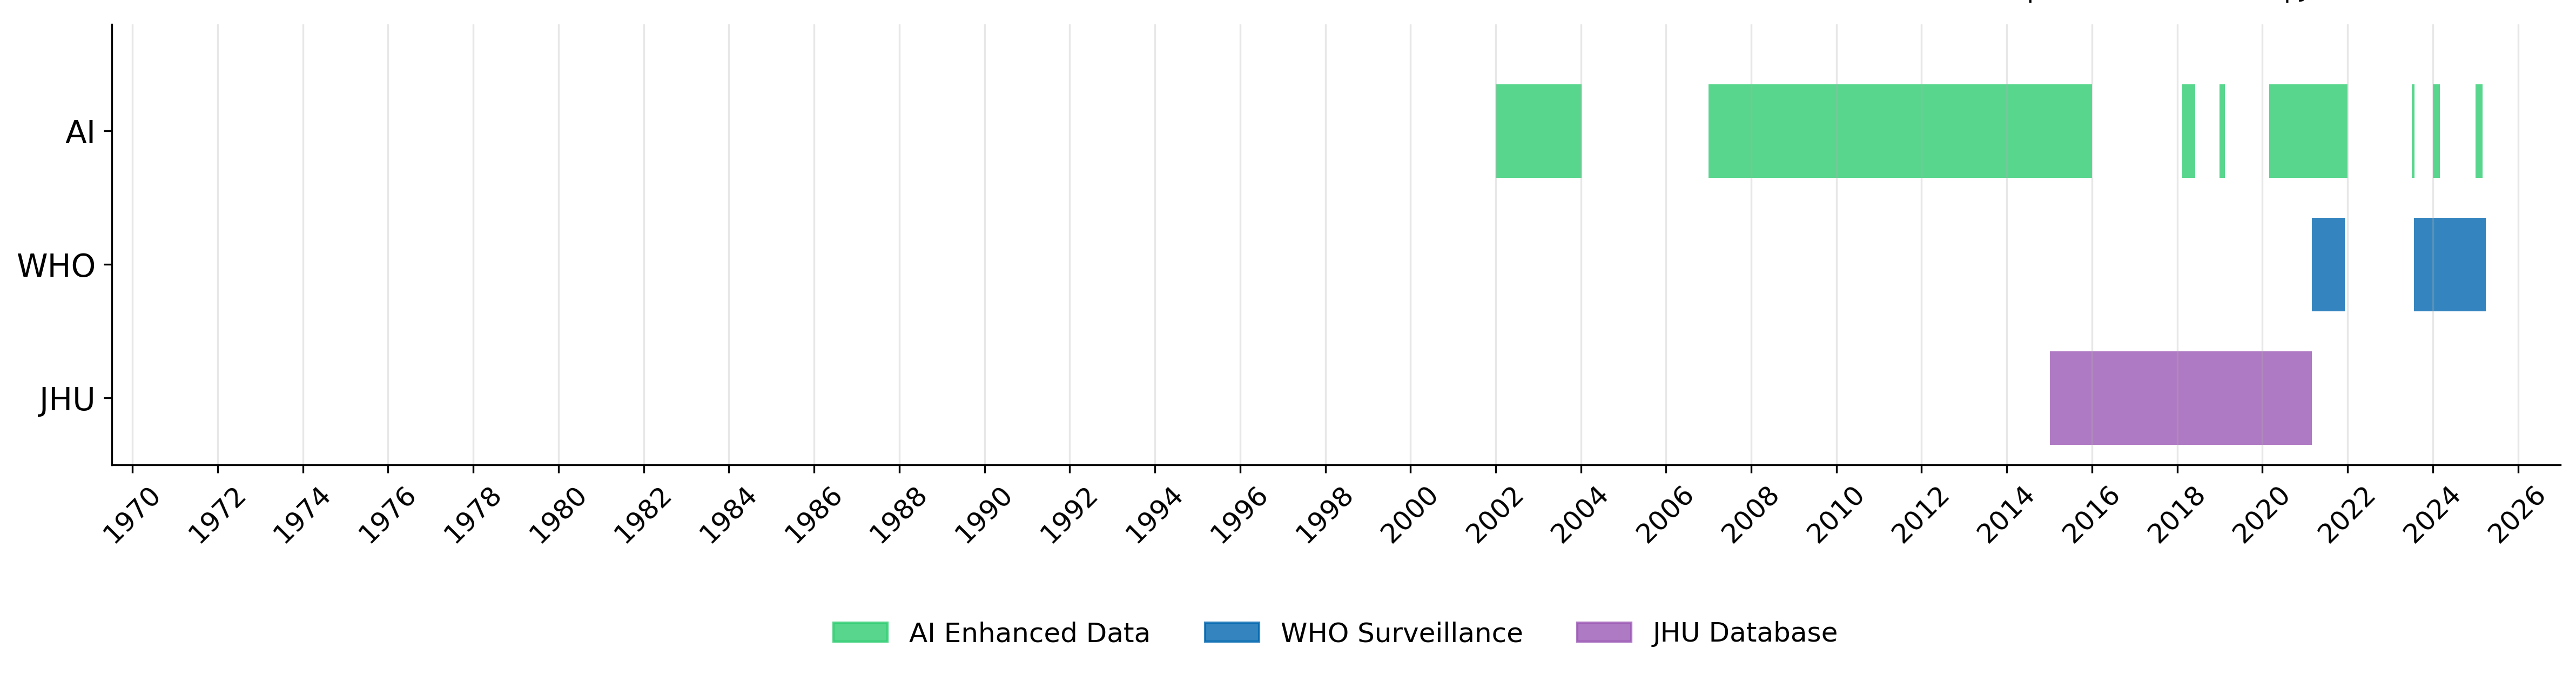 AI
WHO
JHU
1970 1972 1974 1976 1978 1980 1982 1984 1986 1988 1990 1992 1994 1996 1998 2000 2002 2004 2006 2008 2010 2012 2014 2016 2018 2020 2022 2024 2026
AI Enhanced Data WHO Surveillance JHU Database